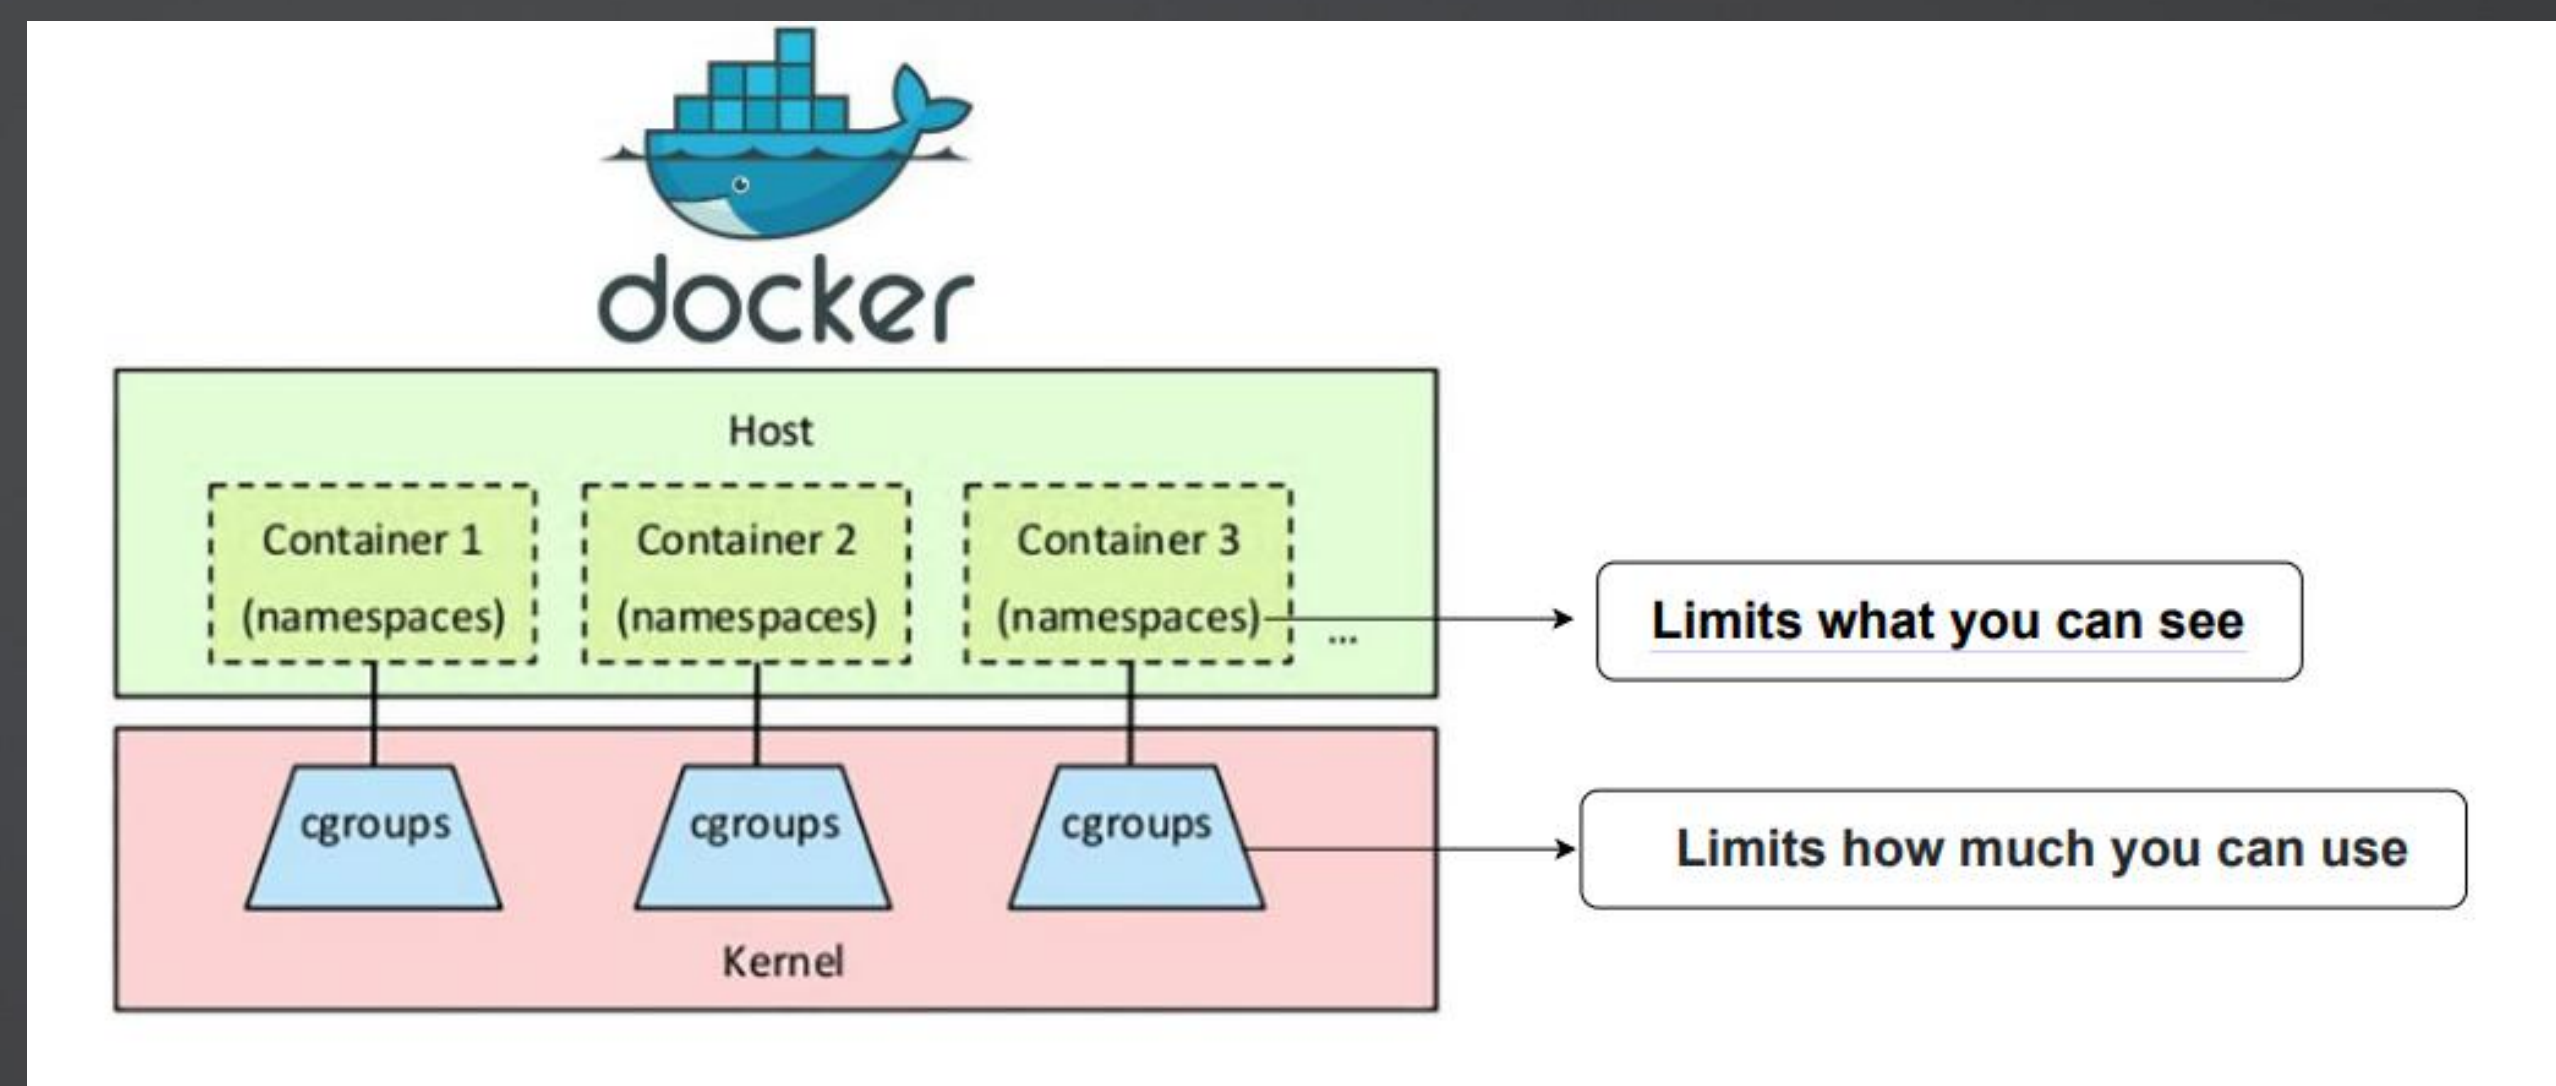 docker
Host
Container 1
(namespaces)
Container 2
(namespaces)
Container 3
(namespaces)
...
Limits what you can see
cgroups
cgroups
cgroups
Limits how much you can use
Kernel